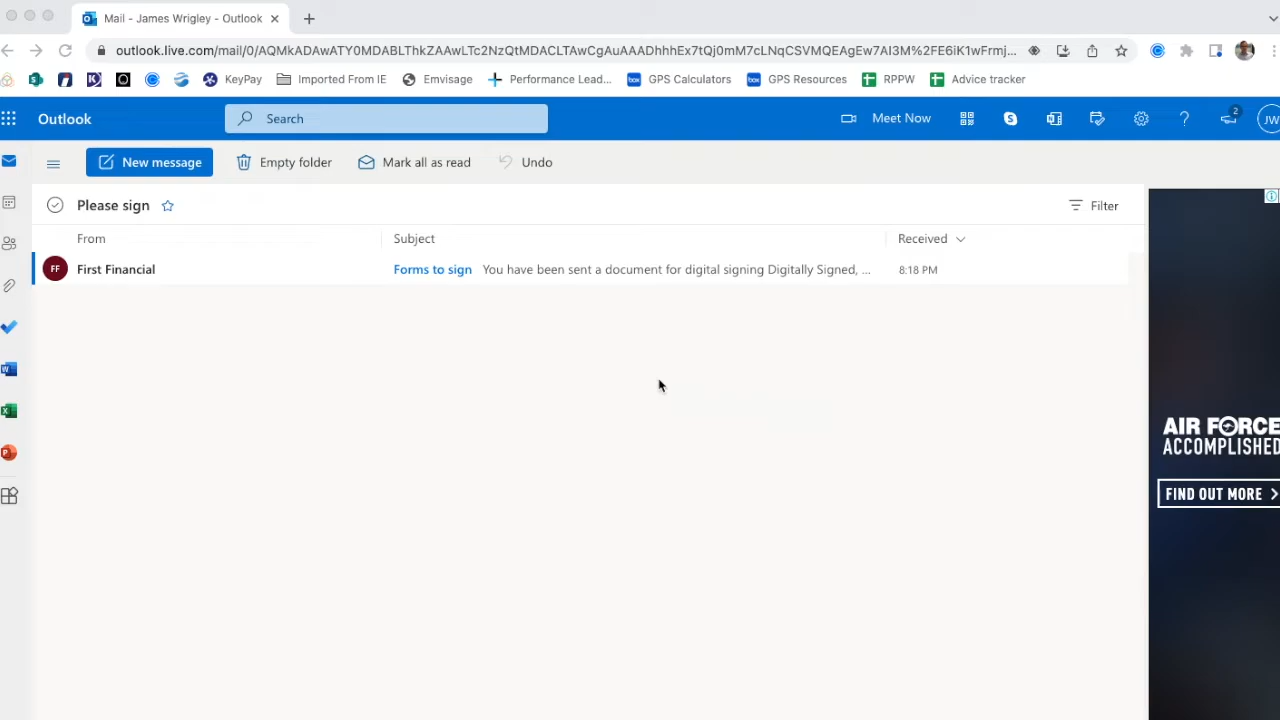 Mail - James Wrigley - Outlook
outlook.live.com/mail/0/AQMkADAwATY0MDABLThkZAAwLTc2NzQtMDACLTAwCgAuAAADhhhEx7tQj0mM7cLNqCSVMQEAgEw7AI3M%2FE6iK1wFrmj...
KeyPay Imported From IE Envisage Performance Lead... box GPS Calculators box GPS Resources RPPW Advice tracker
Outlook Search Meet Now 2 JW
New message Empty folder Mark all as read Undo
Please sign Filter
From Subject Received
FF First Financial Forms to sign You have been sent a document for digital signing Digitally Signed, ... 8:18 PM
AIR FORCE
ACCOMPLISHED
FIND OUT MORE